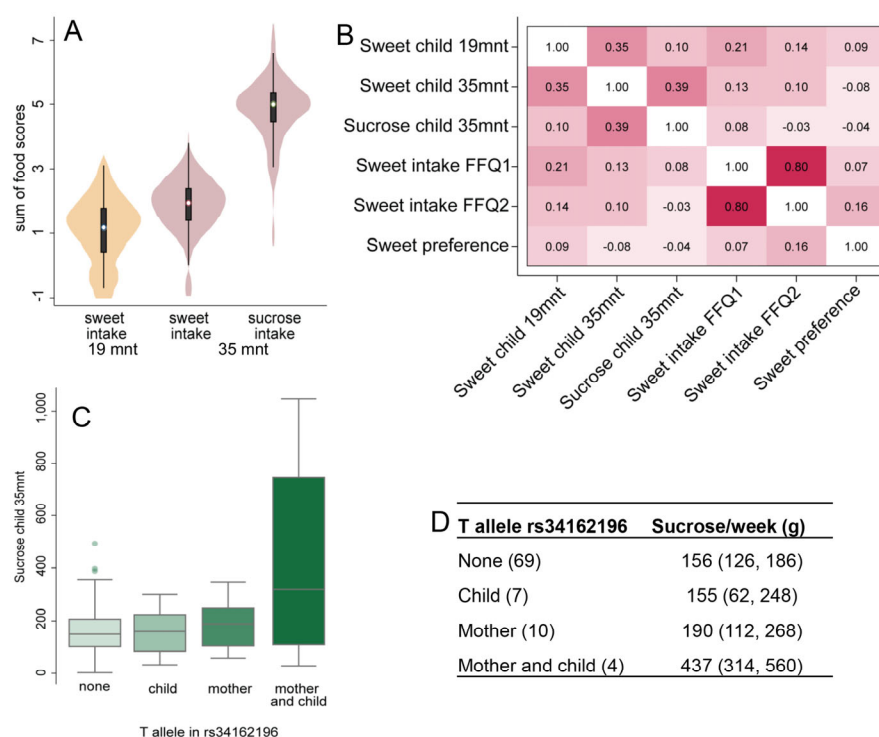 A
7
5
3
1
-1
sum of food scores
sweet intake
sweet intake
sucrose intake
19 mnt
35 mnt
B
Sweet child 19mnt 1.00 0.35 0.10 0.21 0.14 0.09
Sweet child 35mnt 0.35 1.00 0.39 0.13 0.10 -0.08
Sucrose child 35mnt 0.10 0.39 1.00 0.08 -0.03 -0.04
Sweet intake FFQ1 0.21 0.13 0.08 1.00 0.80 0.07
Sweet intake FFQ2 0.14 0.10 -0.03 0.80 1.00 0.16
Sweet preference 0.09 -0.08 -0.04 0.07 0.16 1.00
Sweet child 19mnt
Sweet child 35mnt
Sucrose child 35mnt
Sweet intake FFQ1
Sweet intake FFQ2
Sweet preference
C
1,000
800
600
400
200
0
Sucrose child 35mnt
none child mother mother and child
T allele in rs34162196
D
T allele rs34162196 Sucrose/week (g)
None (69) 156 (126, 186)
Child (7) 155 (62, 248)
Mother (10) 190 (112, 268)
Mother and child (4) 437 (314, 560)